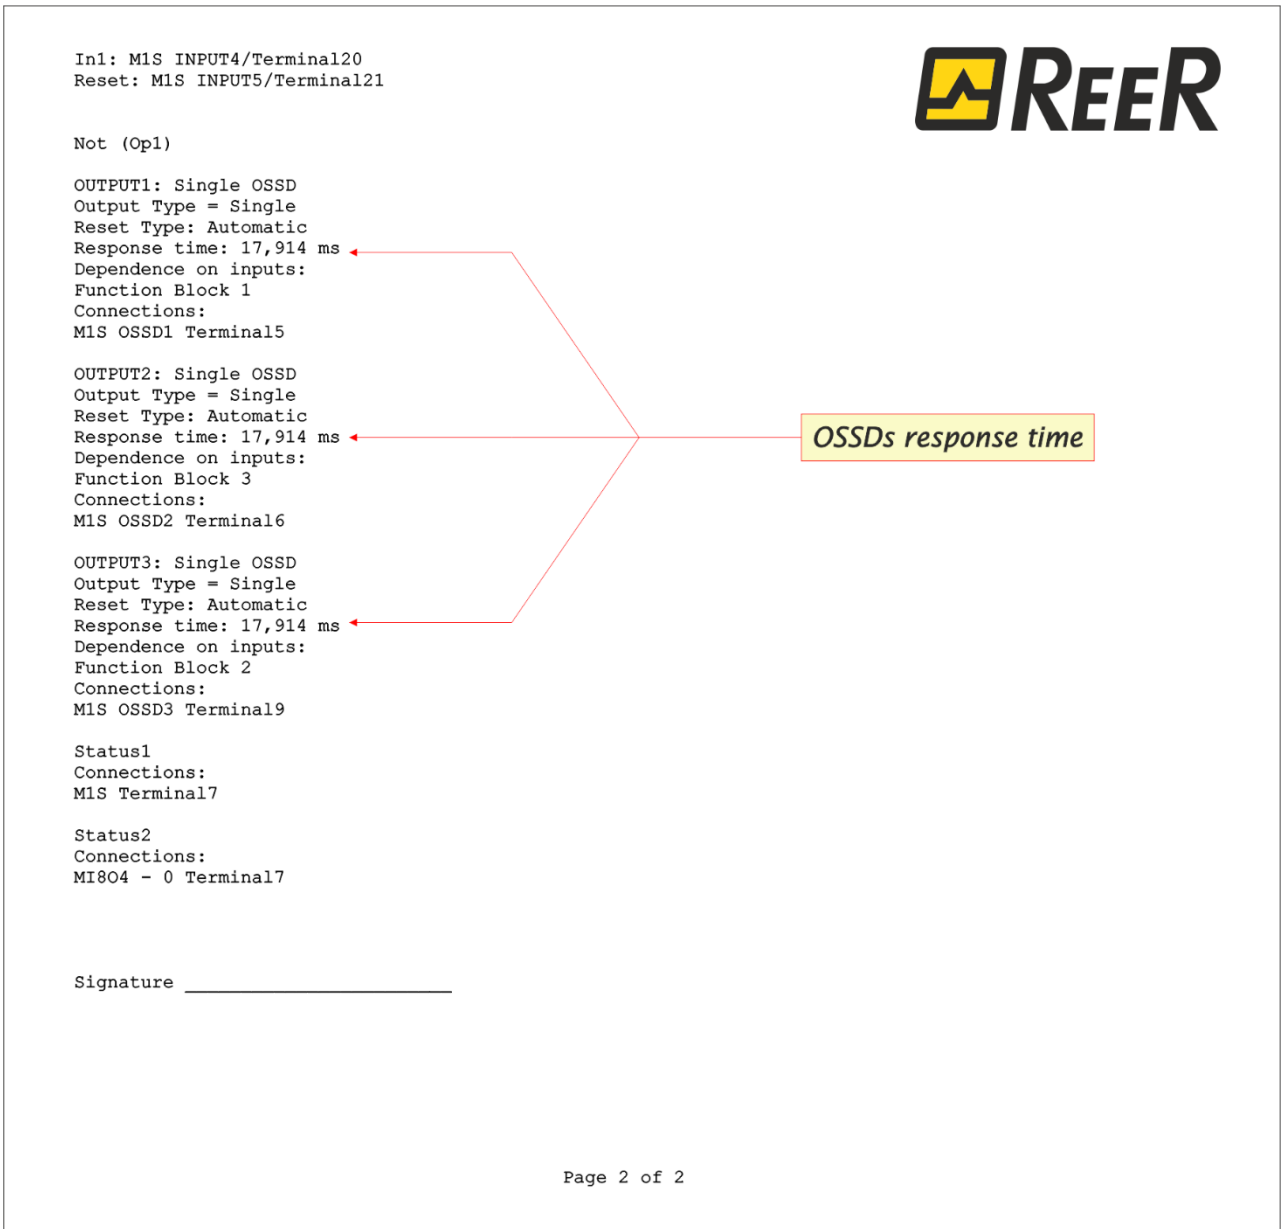 In1: M1S INPUT4/Terminal20
Reset: M1S INPUT5/Terminal21
REER
Not (Op1)
OUTPUT1: Single OSSD
Output Type = Single
Reset Type: Automatic
Response time: 17,914 ms
Dependence on inputs:
Function Block 1
Connections:
M1S OSSD1 Terminal5
OUTPUT2: Single OSSD
Output Type = Single
Reset Type: Automatic
Response time: 17,914 ms
Dependence on inputs:
Function Block 3
Connections:
M1S OSSD2 Terminal6
OSSDs response time
OUTPUT3: Single OSSD
Output Type = Single
Reset Type: Automatic
Response time: 17,914 ms
Dependence on inputs:
Function Block 2
Connections:
M1S OSSD3 Terminal9
Status1
Connections:
M1S Terminal7
Status2
Connections:
MI8O4 - 0 Terminal7
Signature
Page 2 of 2